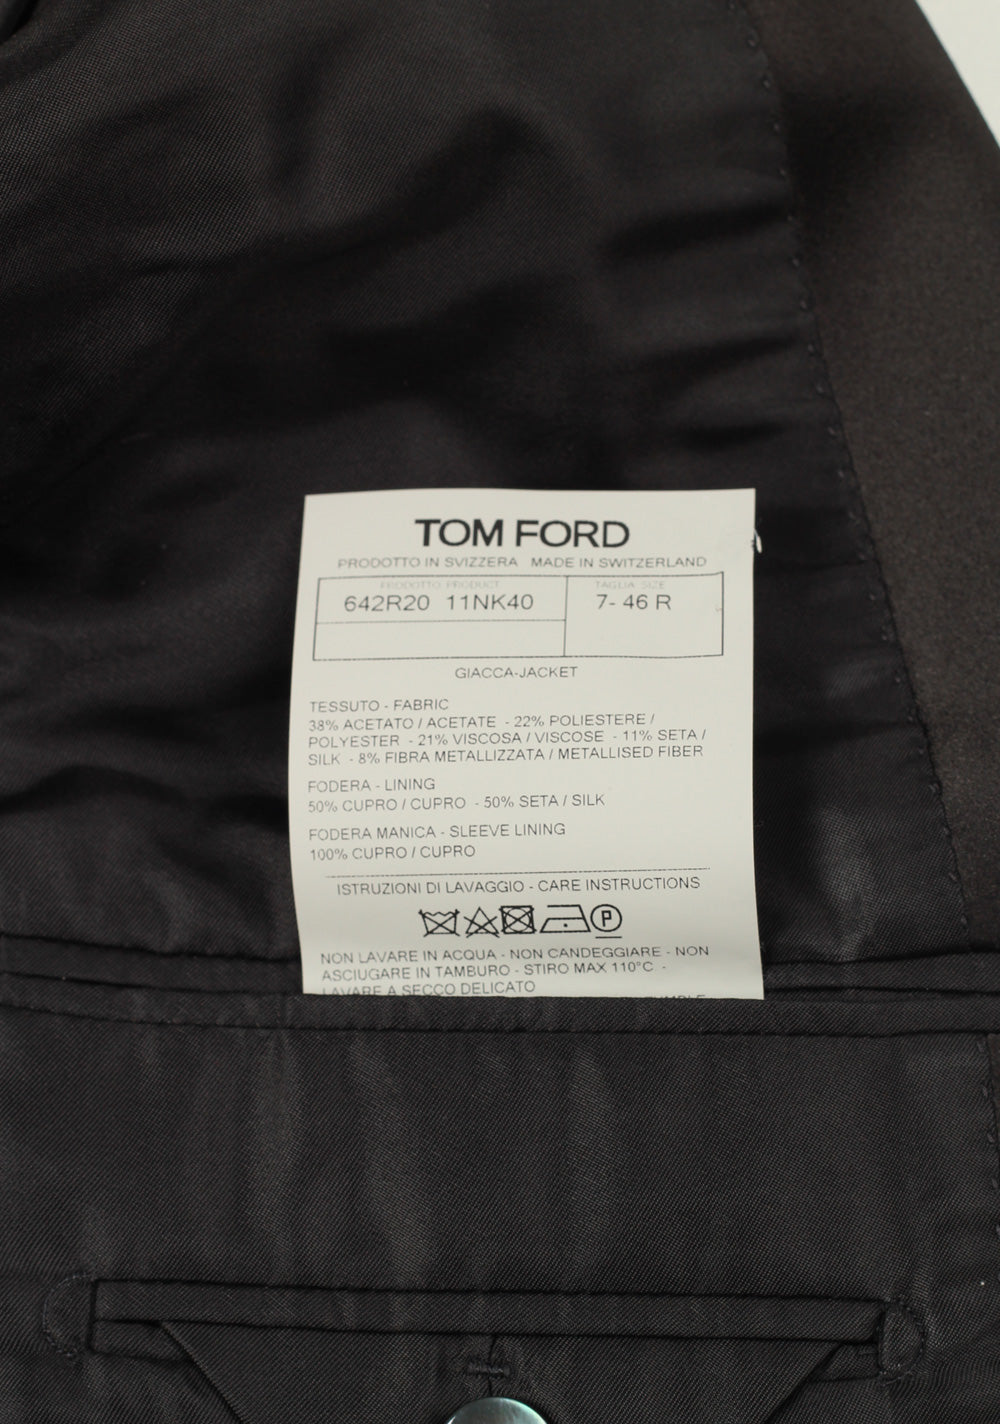 TOM FORD
PRODOTTO IN SVIZZERA MADE IN SWITZERLAND
PRODOTTO PRODUCT
TAGLIA SIZE
642R20 11NK40
7- 46 R
GIACCA-JACKET
TESSUTO - FABRIC
38% ACETATO / ACETATE - 22% POLIESTERE /
POLYESTER - 21% VISCOSA / VISCOSE - 11% SETA /
SILK - 8% FIBRA METALLIZZATA / METALLISED FIBER
FODERA - LINING
50% CUPRO / CUPRO - 50% SETA / SILK
FODERA MANICA - SLEEVE LINING
100% CUPRO / CUPRO
ISTRUZIONI DI LAVAGGIO - CARE INSTRUCTIONS
P
NON LAVARE IN ACQUA - NON CANDEGGIARE - NON
ASCIUGARE IN TAMBURO - STIRO MAX 110°C -
LAVARE A SECCO DELICATO